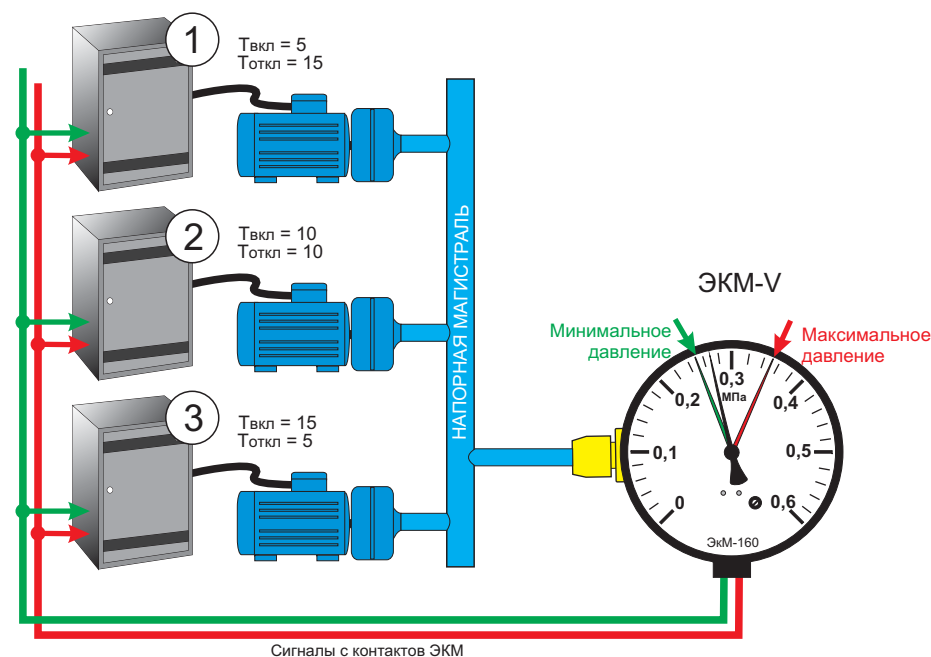 1
Твкл = 5
Тоткл = 15
2
Твкл = 10
Тоткл = 10
3
Твкл = 15
Тоткл = 5
НАПОРНАЯ МАГИСТРАЛЬ
ЭКМ-V
Минимальное
давление
Максимальное
давление
0,3
МПа
0,2
0,4
0,1
0,5
0
0,6
ЭкМ-160
Сигналы с контактов ЭКМ